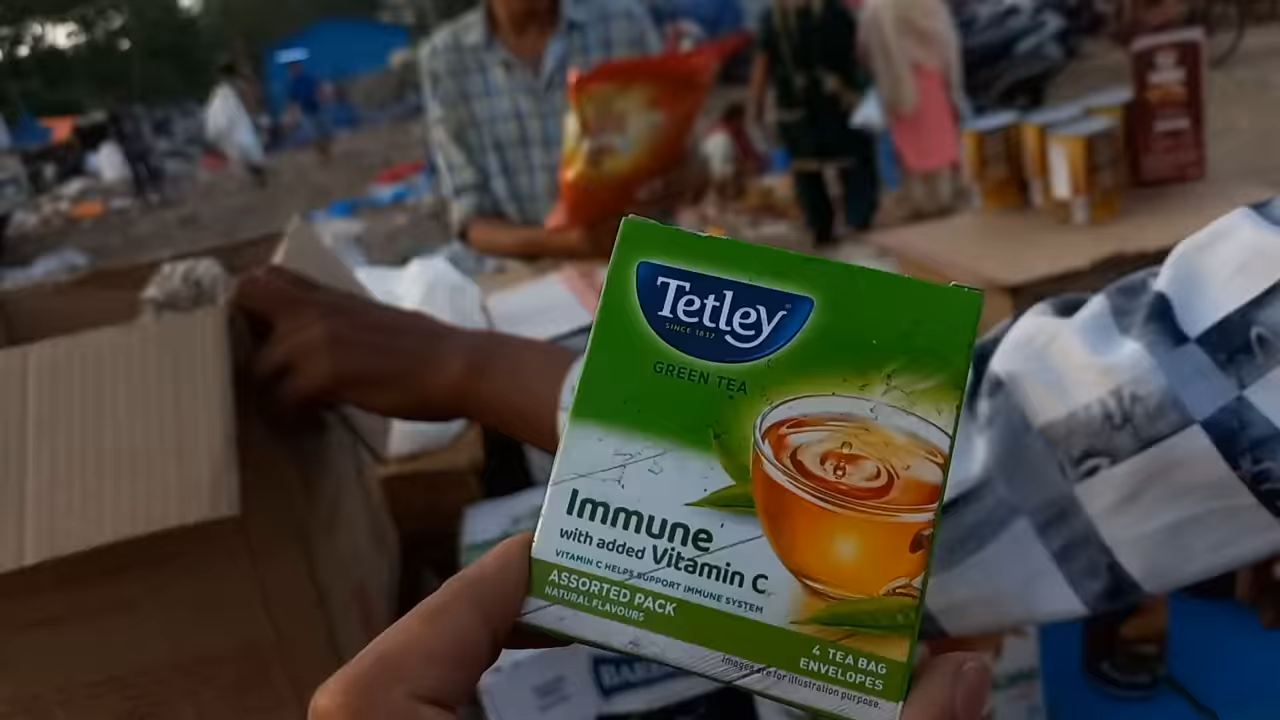 Tetley
SINCE 1837
GREEN TEA
Immune
with added Vitamin C
VITAMIN C HELPS SUPPORT IMMUNE SYSTEM
ASSORTED PACK
NATURAL FLAVOURS
4 TEA BAG
ENVELOPES
Images are for illustration purpose.